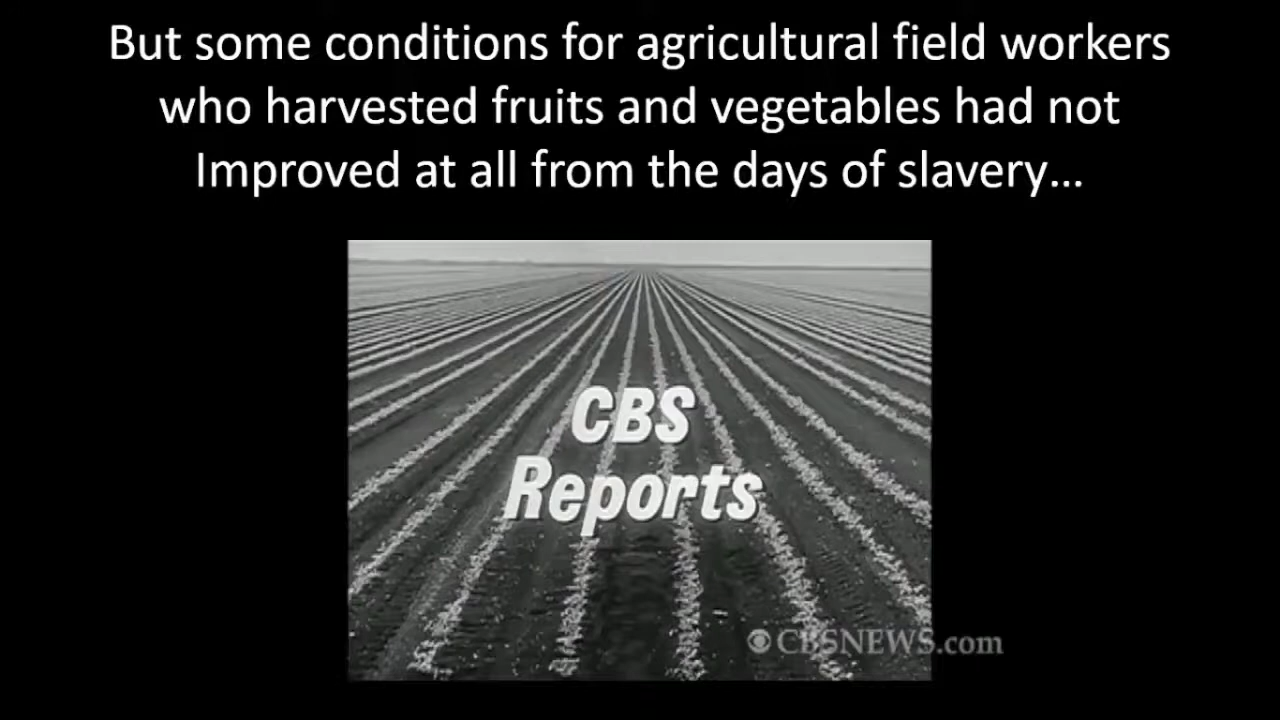 But some conditions for agricultural field workers
who harvested fruits and vegetables had not
Improved at all from the days of slavery...
CBS
Reports
CBSNEWS.com